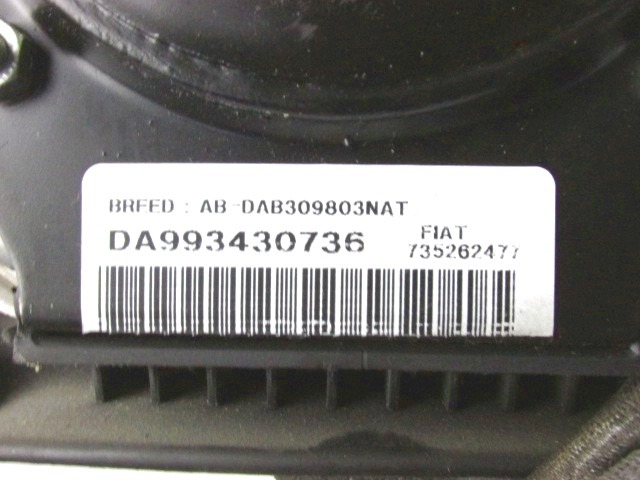 BREED : AB-DAB309803NAT
DA993430736
FIAT
735262477